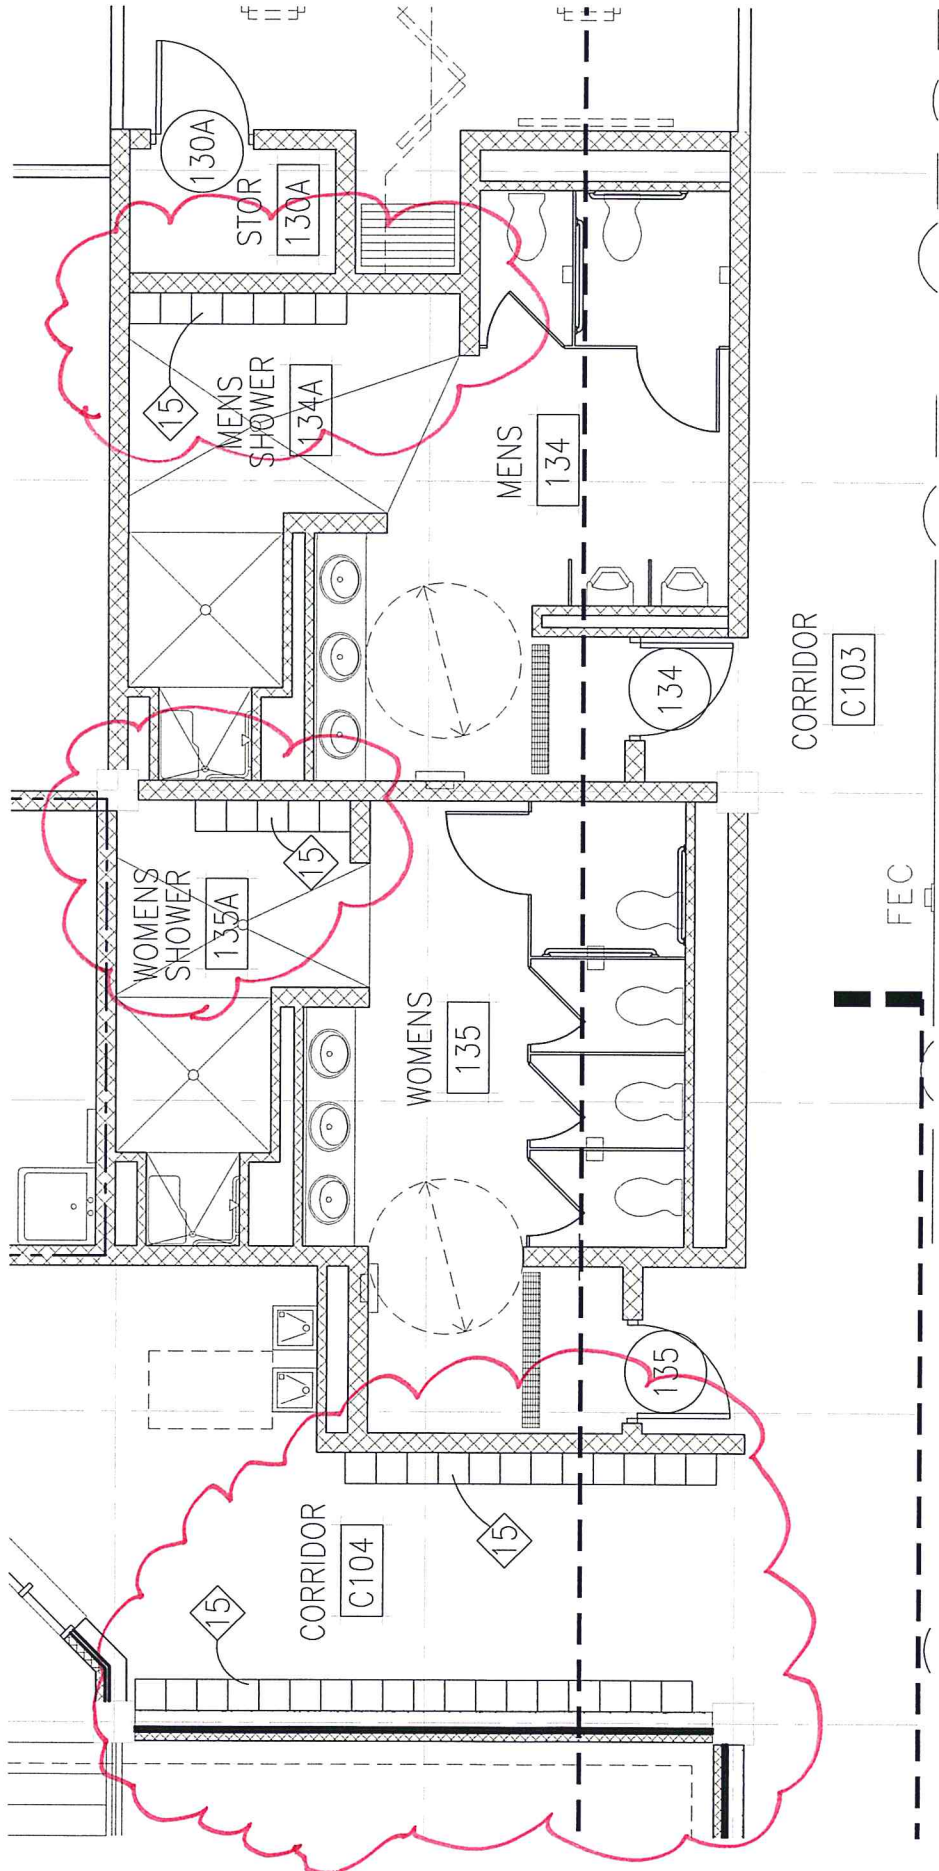 130A
STOR
130A
15
MENS
SHOWER
134A
MENS
134
134
CORRIDOR
C103
15
WOMENS
SHOWER
135A
FEC
WOMENS
135
135
15
CORRIDOR
C104
15